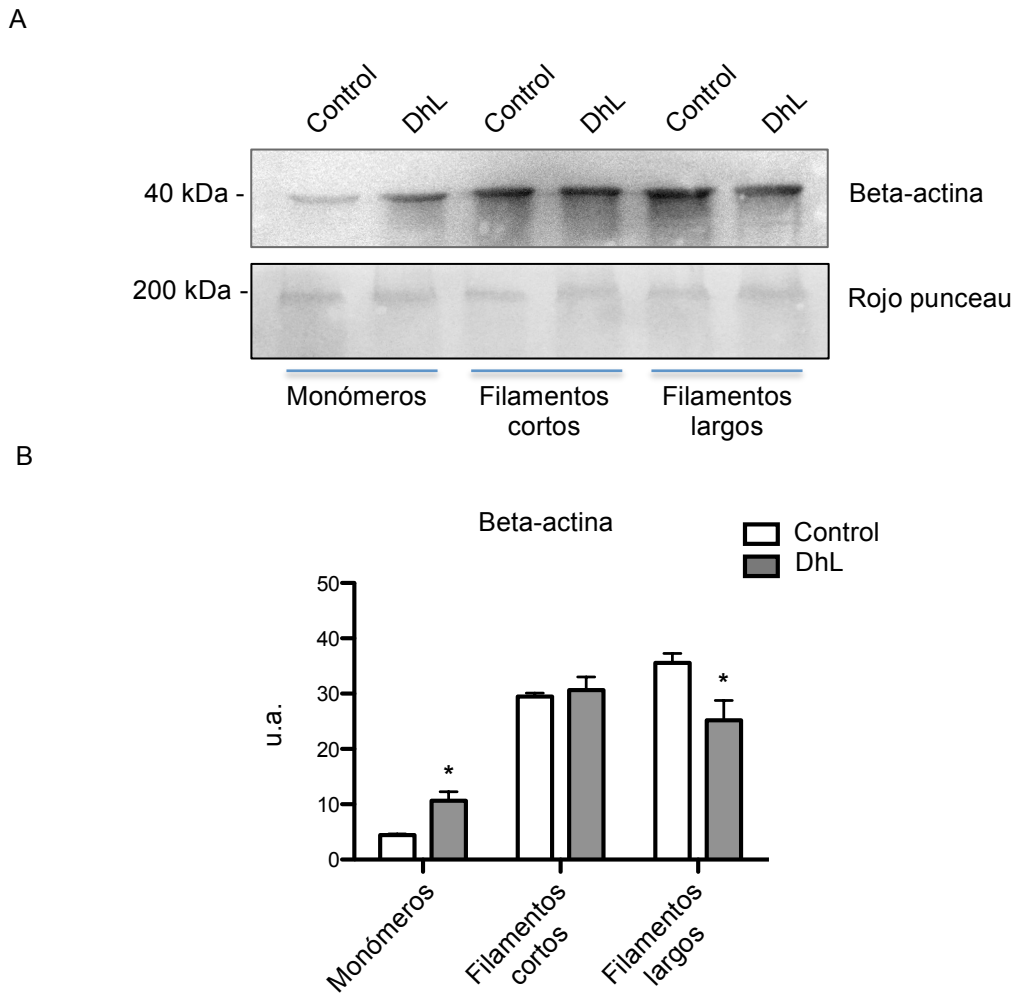 A
Control DhL Control DhL Control DhL
40 kDa - Beta-actina
200 kDa - Rojo punceau
Monómeros Filamentos cortos Filamentos largos
B
Beta-actina
Control
DhL
50
40
30
20
10
0
u.a.
*
*
Monómeros
Filamentos
cortos
Filamentos
largos